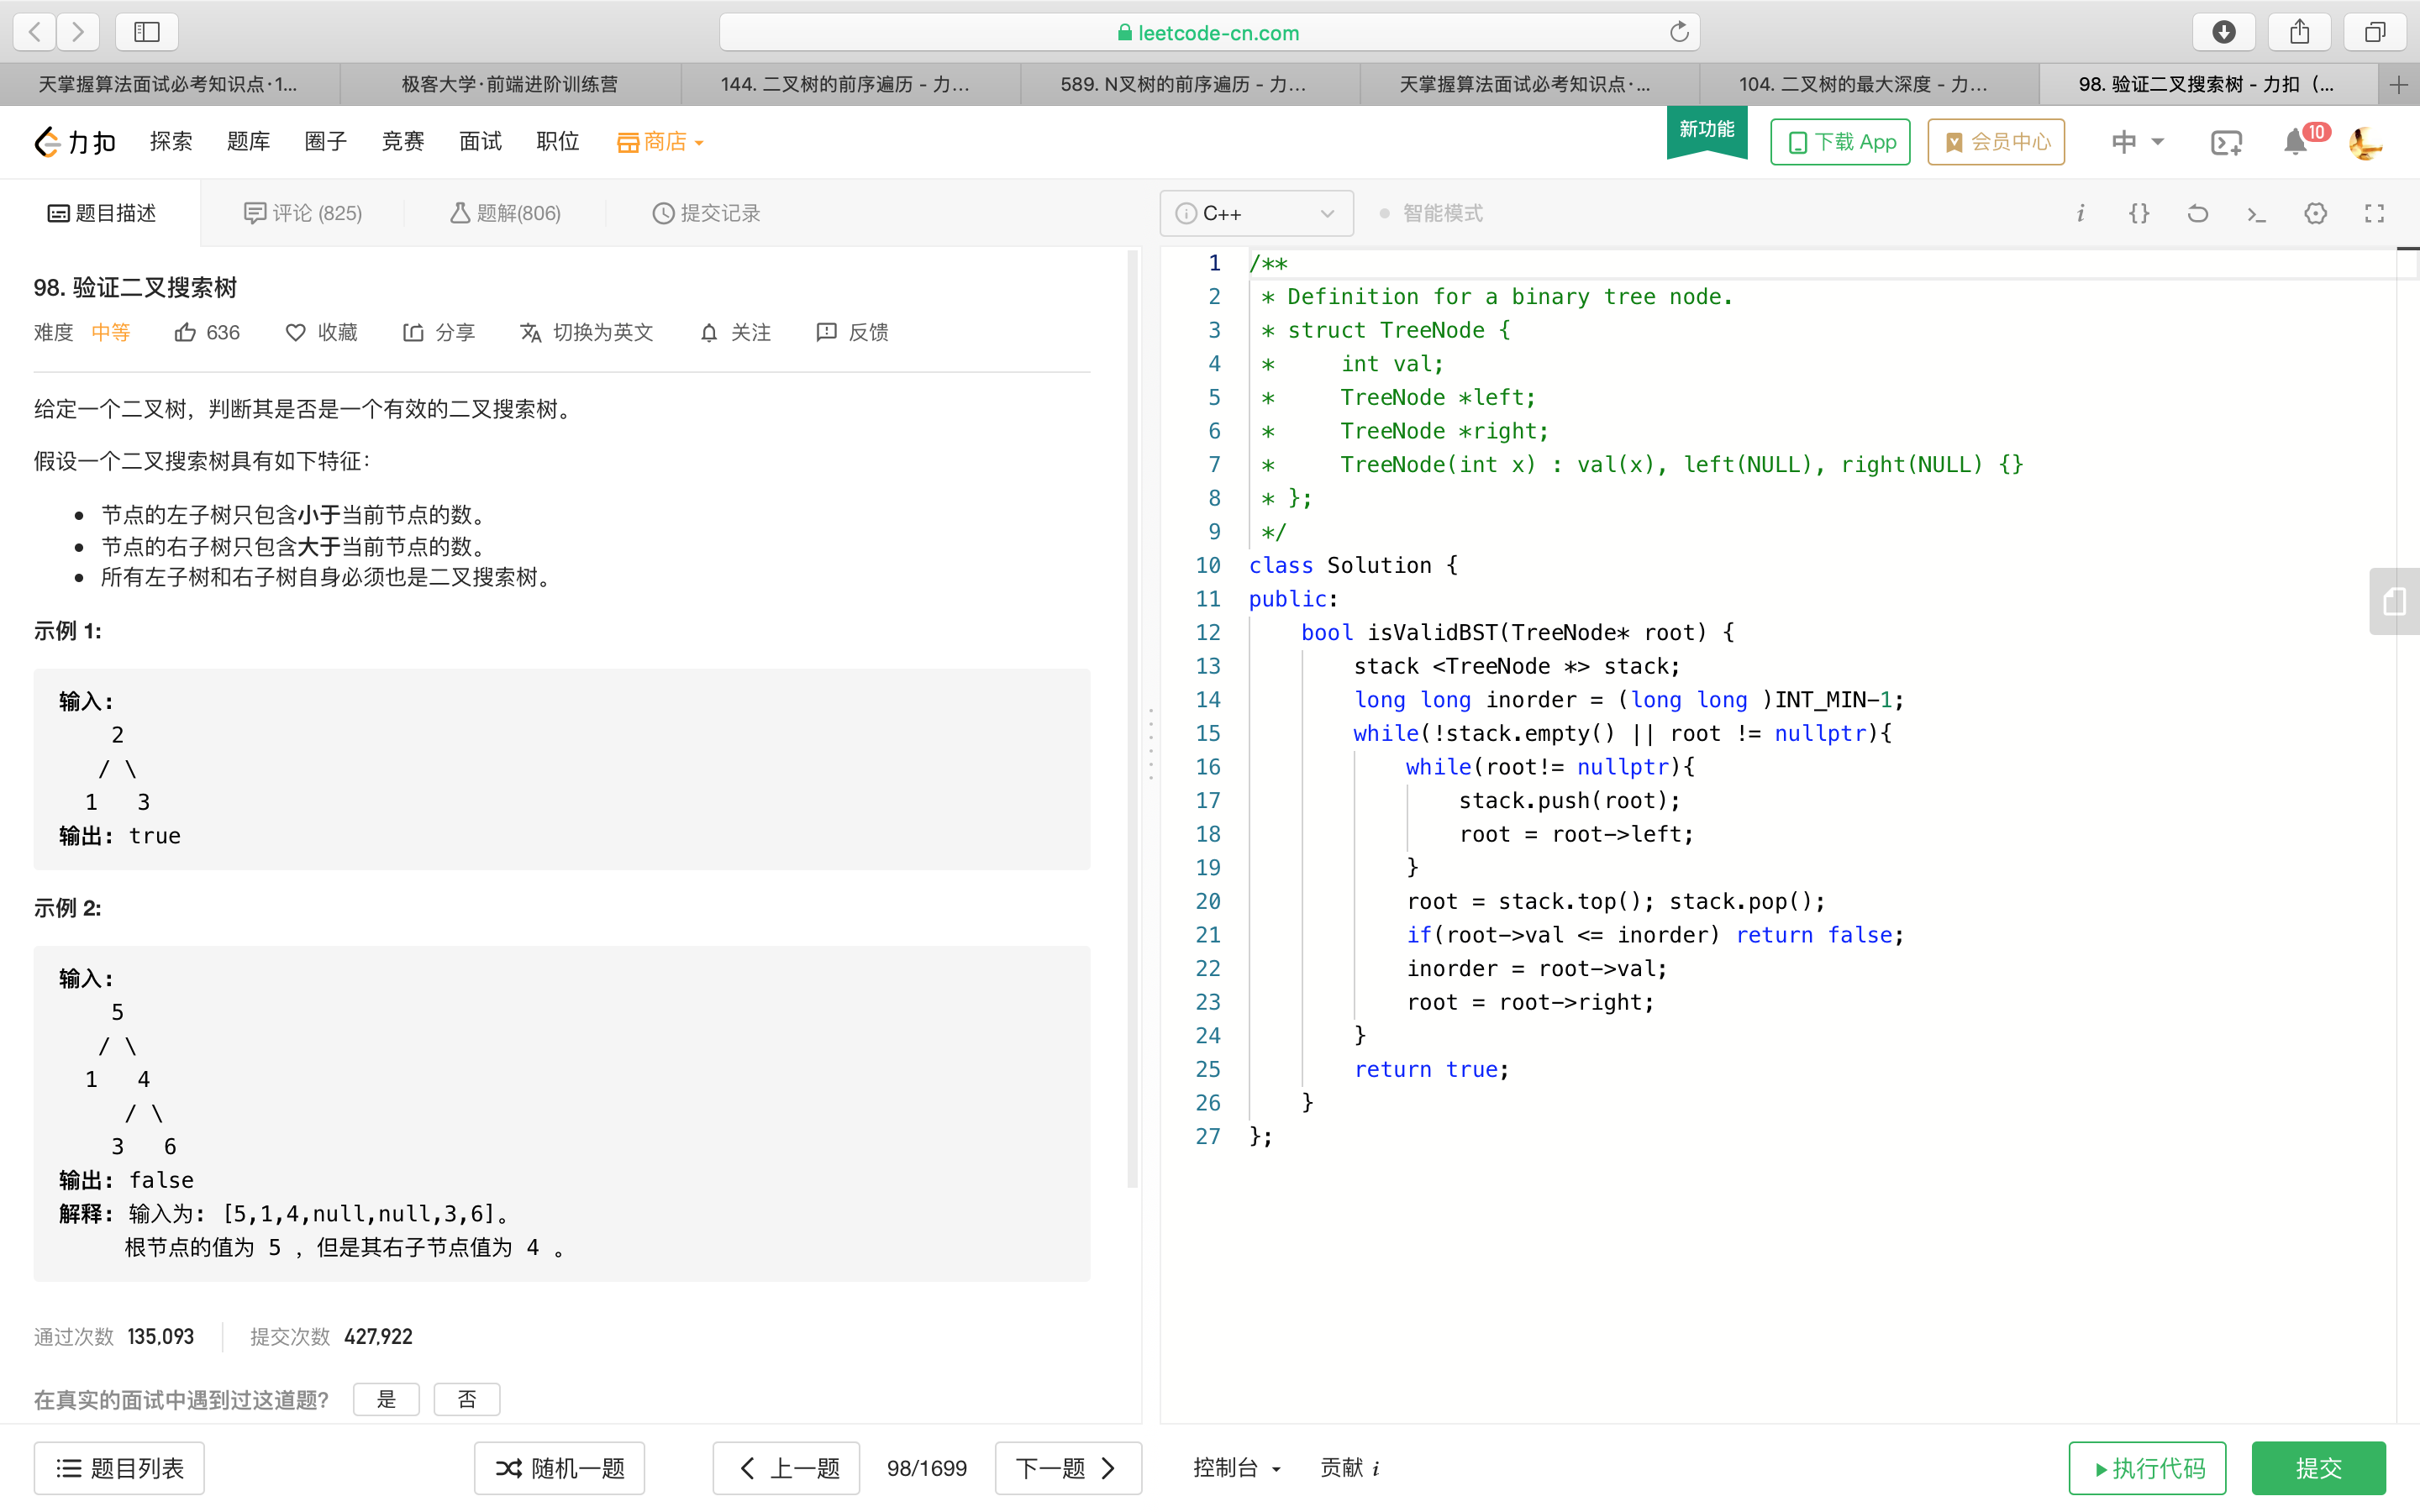 leetcode-cn.com
天掌握算法面试必考知识点·1...
极客大学·前端进阶训练营
144. 二叉树的前序遍历 - 力...
589. N叉树的前序遍历 - 力...
天掌握算法面试必考知识点·...
104. 二叉树的最大深度 - 力...
98. 验证二叉搜索树 - 力扣（...
力扣 探索 题库 圈子 竞赛 面试 职位 商店
新功能
下载 App
会员中心
中
10
题目描述
评论 (825)
题解(806)
提交记录
C++
智能模式
98. 验证二叉搜索树
难度 中等 636 收藏 分享 切换为英文 关注 反馈
给定一个二叉树，判断其是否是一个有效的二叉搜索树。
假设一个二叉搜索树具有如下特征：
节点的左子树只包含小于当前节点的数。
节点的右子树只包含大于当前节点的数。
所有左子树和右子树自身必须也是二叉搜索树。
示例 1:
输入:
    2
   / \
  1   3
输出: true
示例 2:
输入:
    5
   / \
  1   4
     / \
    3   6
输出: false
解释: 输入为: [5,1,4,null,null,3,6]。
     根节点的值为 5 ，但是其右子节点值为 4 。
通过次数 135,093 提交次数 427,922
在真实的面试中遇到过这道题? 是 否
题目列表
随机一题
上一题
98/1699
下一题
1 /**
2  * Definition for a binary tree node.
3  * struct TreeNode {
4  *     int val;
5  *     TreeNode *left;
6  *     TreeNode *right;
7  *     TreeNode(int x) : val(x), left(NULL), right(NULL) {}
8  * };
9  */
10 class Solution {
11 public:
12     bool isValidBST(TreeNode* root) {
13         stack <TreeNode *> stack;
14         long long inorder = (long long )INT_MIN-1;
15         while(!stack.empty() || root != nullptr){
16             while(root!= nullptr){
17                 stack.push(root);
18                 root = root->left;
19             }
20             root = stack.top(); stack.pop();
21             if(root->val <= inorder) return false;
22             inorder = root->val;
23             root = root->right;
24         }
25         return true;
26     }
27 };
控制台
贡献 i
执行代码
提交